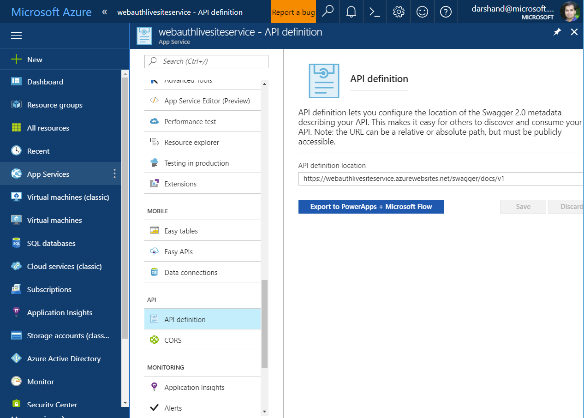 Microsoft Azure « webauthlivesiteservice - API definition
Report a bug
darshand@microsoft....
MICROSOFT
webauthlivesiteservice - API definition
App Service
New
Dashboard
Resource groups
All resources
Recent
App Services
Virtual machines (classic)
Virtual machines
SQL databases
Cloud services (classic)
Subscriptions
Application Insights
Storage accounts (class...
Azure Active Directory
Monitor
Security Center
Search (Ctrl+/)
Advanced Tools
App Service Editor (Preview)
Performance test
Resource explorer
Testing in production
Extensions
MOBILE
Easy tables
Easy APIs
Data connections
API
API definition
CORS
MONITORING
Application Insights
Alerts
API definition
API definition lets you configure the location of the Swagger 2.0 metadata
describing your API. This makes it easy for others to discover and consume your
API. Note: the URL can be a relative or absolute path, but must be publicly
accessible.
API definition location
https://webauthlivesiteservice.azurewebsites.net/swagger/docs/v1
Export to PowerApps + Microsoft Flow
Save
Discard